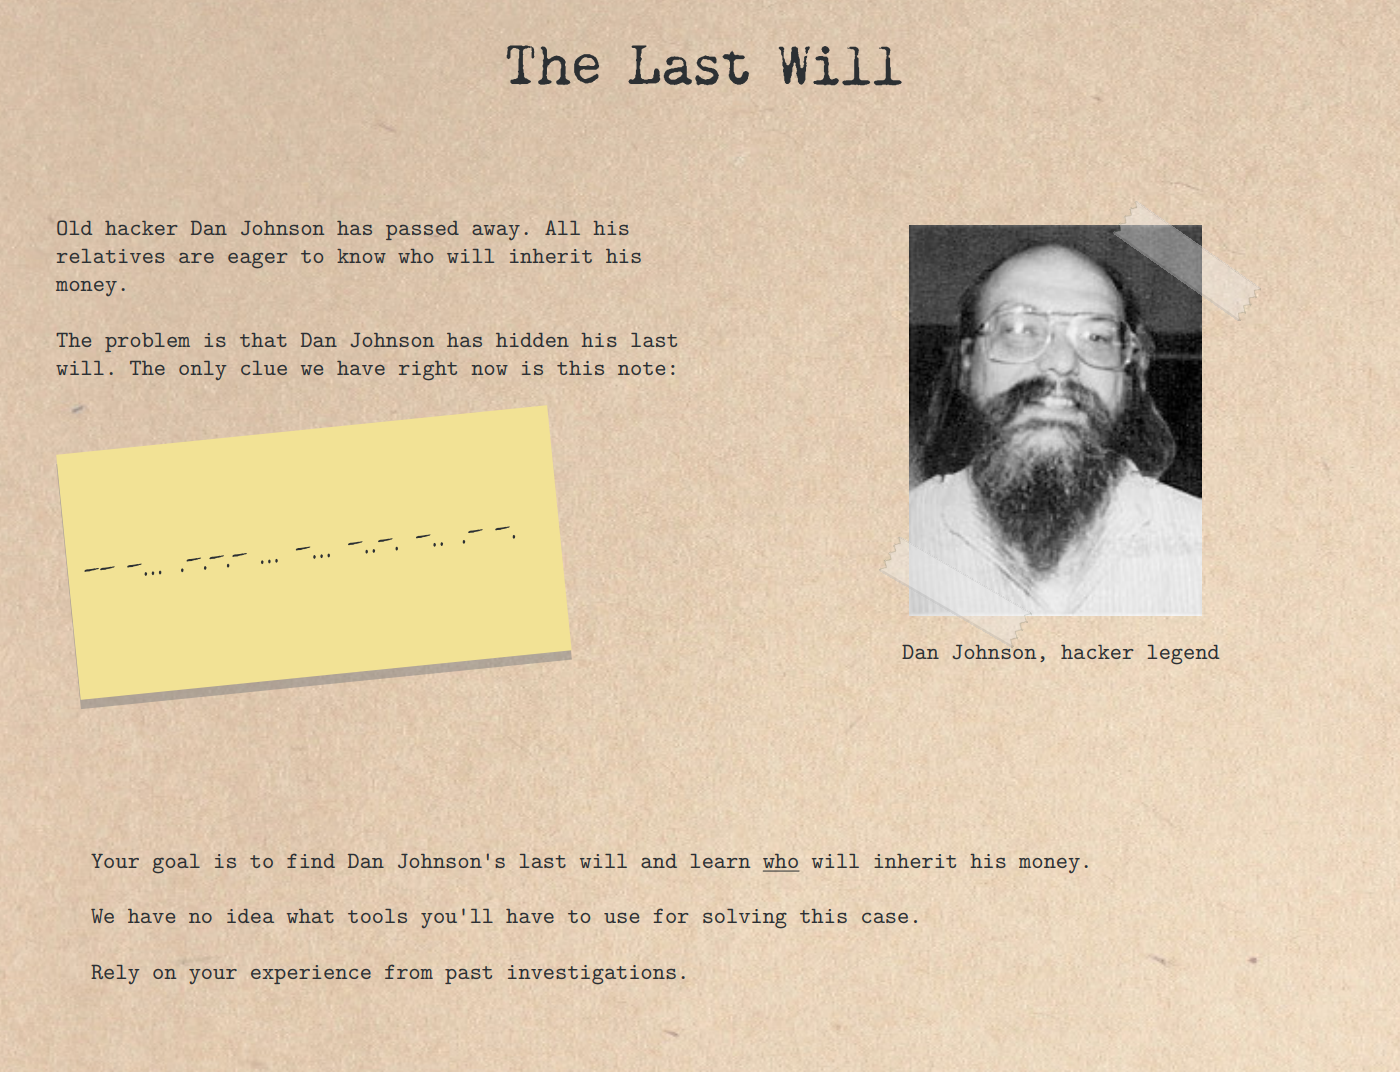 The Last Will
Old hacker Dan Johnson has passed away. All his
relatives are eager to know who will inherit his
money.
The problem is that Dan Johnson has hidden his last
will. The only clue we have right now is this note:
-- -... .-.-.- ... -... -..-. -.. .- -.
Dan Johnson, hacker legend
Your goal is to find Dan Johnson's last will and learn who will inherit his money.
We have no idea what tools you'll have to use for solving this case.
Rely on your experience from past investigations.